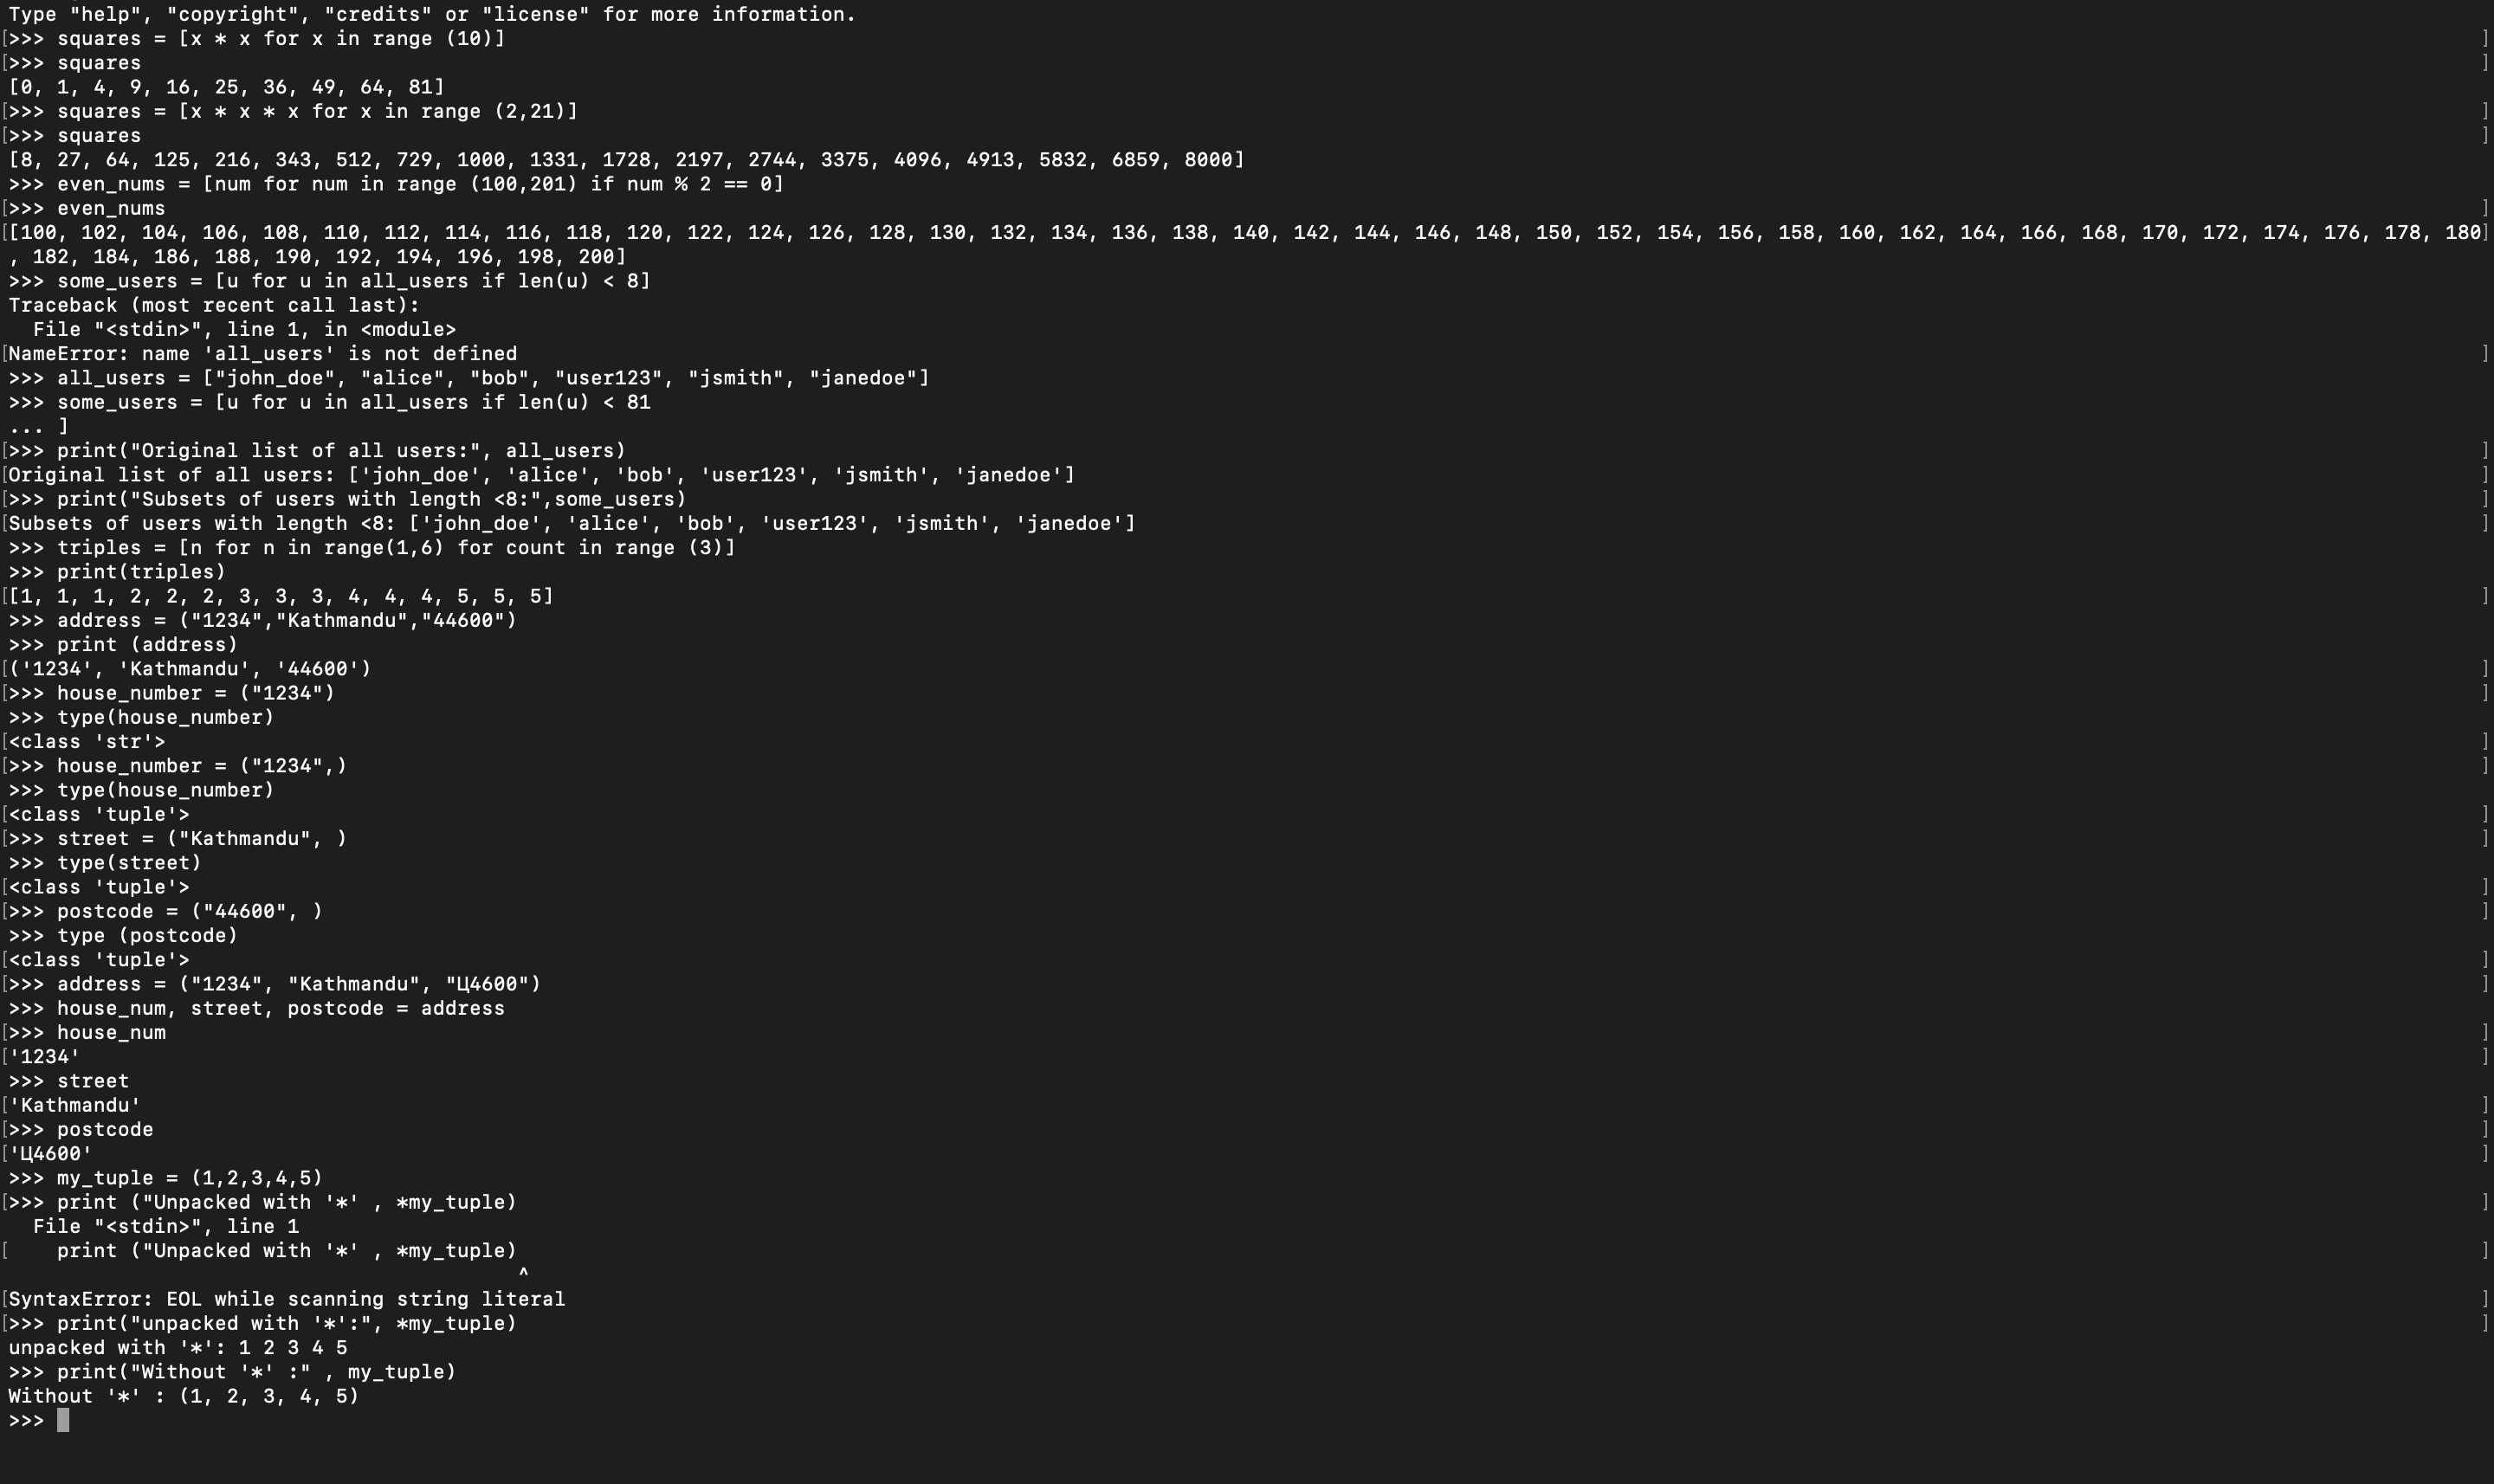 Type "help", "copyright", "credits" or "license" for more information.
[>>> squares = [x * x for x in range (10)] ]
[>>> squares ]
[0, 1, 4, 9, 16, 25, 36, 49, 64, 81]
[>>> squares = [x * x * x for x in range (2,21)] ]
[>>> squares ]
[8, 27, 64, 125, 216, 343, 512, 729, 1000, 1331, 1728, 2197, 2744, 3375, 4096, 4913, 5832, 6859, 8000]
>>> even_nums = [num for num in range (100,201) if num % 2 == 0]
[>>> even_nums ]
[[100, 102, 104, 106, 108, 110, 112, 114, 116, 118, 120, 122, 124, 126, 128, 130, 132, 134, 136, 138, 140, 142, 144, 146, 148, 150, 152, 154, 156, 158, 160, 162, 164, 166, 168, 170, 172, 174, 176, 178, 180]
, 182, 184, 186, 188, 190, 192, 194, 196, 198, 200]
>>> some_users = [u for u in all_users if len(u) < 8]
Traceback (most recent call last):
  File "<stdin>", line 1, in <module>
[NameError: name 'all_users' is not defined ]
>>> all_users = ["john_doe", "alice", "bob", "user123", "jsmith", "janedoe"]
>>> some_users = [u for u in all_users if len(u) < 81
... ]
[>>> print("Original list of all users:", all_users) ]
[Original list of all users: ['john_doe', 'alice', 'bob', 'user123', 'jsmith', 'janedoe'] ]
[>>> print("Subsets of users with length <8:",some_users) ]
[Subsets of users with length <8: ['john_doe', 'alice', 'bob', 'user123', 'jsmith', 'janedoe'] ]
>>> triples = [n for n in range(1,6) for count in range (3)]
>>> print(triples)
[[1, 1, 1, 2, 2, 2, 3, 3, 3, 4, 4, 4, 5, 5, 5] ]
>>> address = ("1234","Kathmandu","44600")
>>> print (address)
[('1234', 'Kathmandu', '44600') ]
[>>> house_number = ("1234") ]
>>> type(house_number)
[<class 'str'> ]
[>>> house_number = ("1234",) ]
>>> type(house_number)
[<class 'tuple'> ]
[>>> street = ("Kathmandu", ) ]
>>> type(street)
[<class 'tuple'> ]
[>>> postcode = ("44600", ) ]
>>> type (postcode)
[<class 'tuple'> ]
[>>> address = ("1234", "Kathmandu", "Ц4600") ]
>>> house_num, street, postcode = address
[>>> house_num ]
['1234' ]
>>> street
['Kathmandu' ]
[>>> postcode ]
['Ц4600' ]
>>> my_tuple = (1,2,3,4,5)
[>>> print ("Unpacked with '*' , *my_tuple) ]
  File "<stdin>", line 1
[    print ("Unpacked with '*' , *my_tuple) ]
^
[SyntaxError: EOL while scanning string literal ]
[>>> print("unpacked with '*':", *my_tuple) ]
unpacked with '*': 1 2 3 4 5
>>> print("Without '*' :" , my_tuple)
Without '*' : (1, 2, 3, 4, 5)
>>>